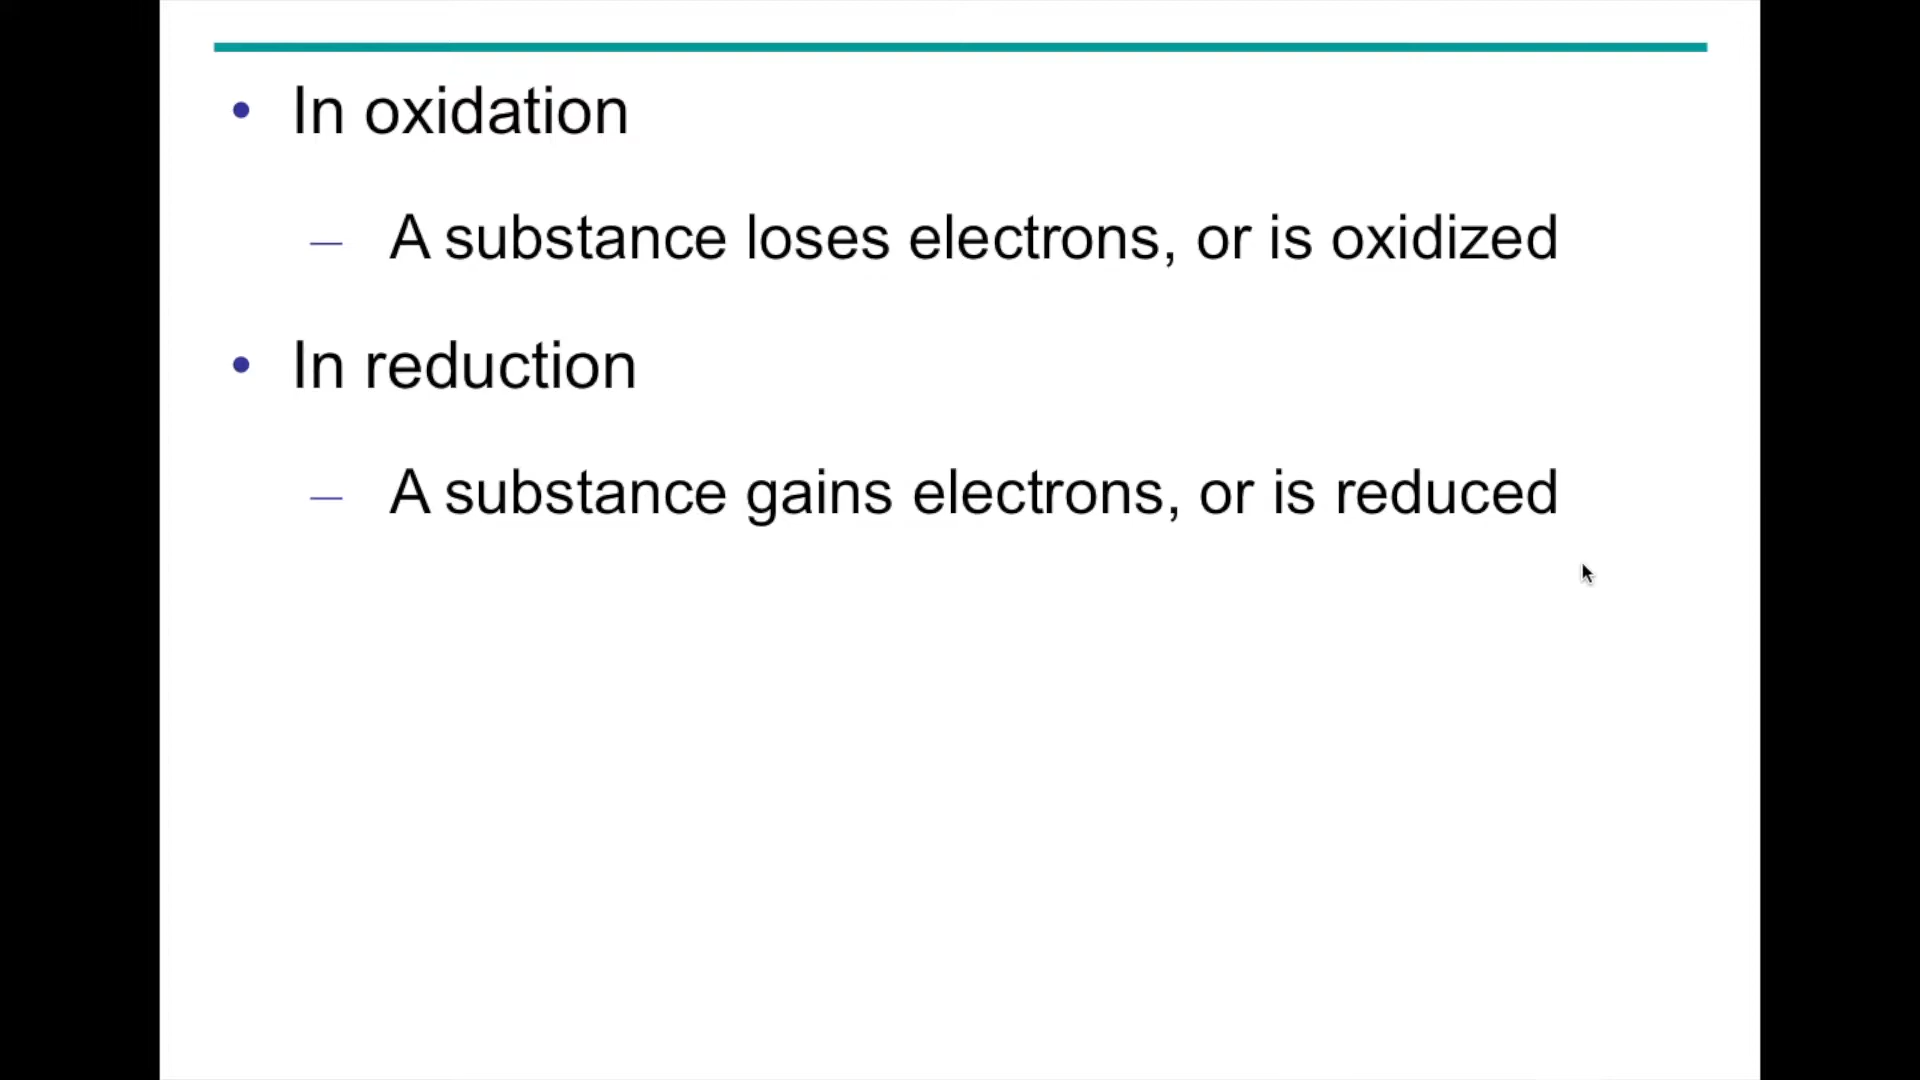 • In oxidation
– A substance loses electrons, or is oxidized
• In reduction
– A substance gains electrons, or is reduced